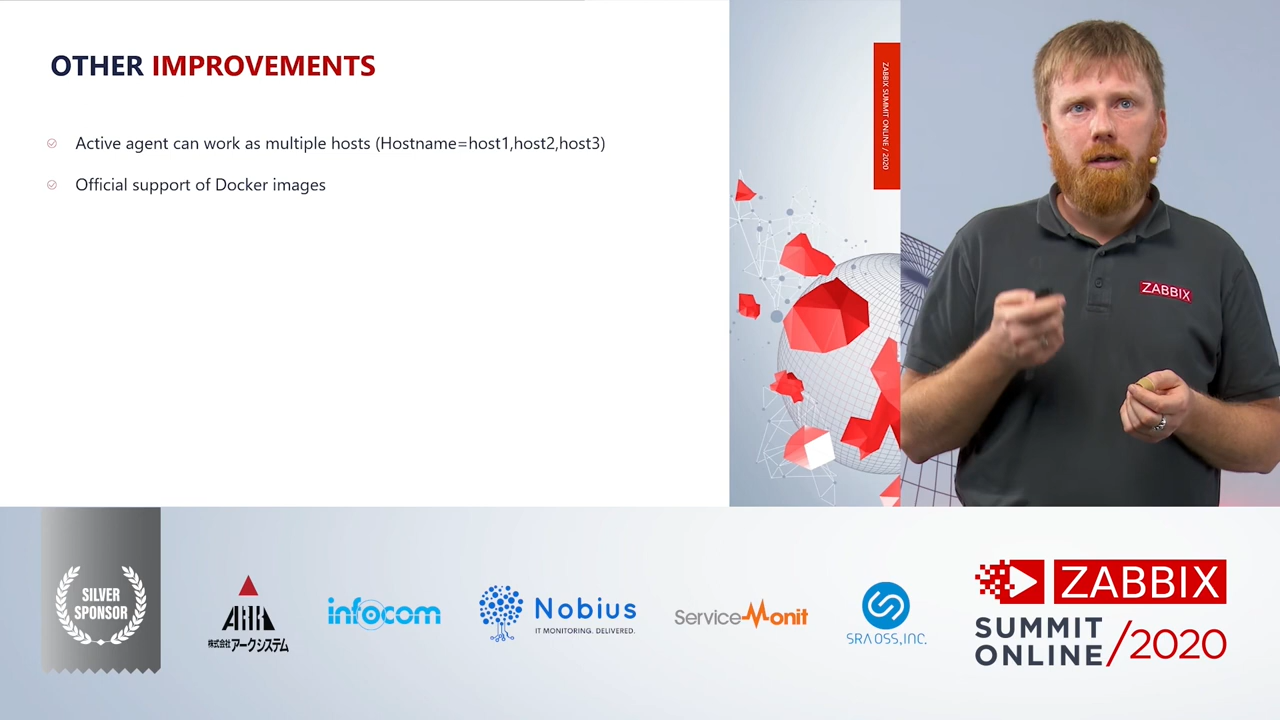 OTHER IMPROVEMENTS
Active agent can work as multiple hosts (Hostname=host1,host2,host3)
Official support of Docker images
ZABBIX SUMMIT ONLINE / 2020
ZABBIX
SILVER
SPONSOR
ARK
株式会社アークシステム
infocom
Nobius
IT MONITORING. DELIVERED.
ServiceMonit
SRA OSS, INC.
ZABBIX
SUMMIT
ONLINE/2020